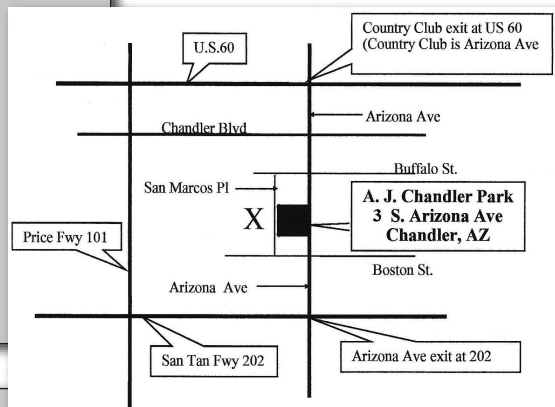 Country Club exit at US 60
(Country Club is Arizona Ave
U.S.60
Arizona Ave
Chandler Blvd
Buffalo St.
San Marcos Pl
A. J. Chandler Park
3 S. Arizona Ave
Chandler, AZ
X
Price Fwy 101
Boston St.
Arizona Ave
San Tan Fwy 202
Arizona Ave exit at 202